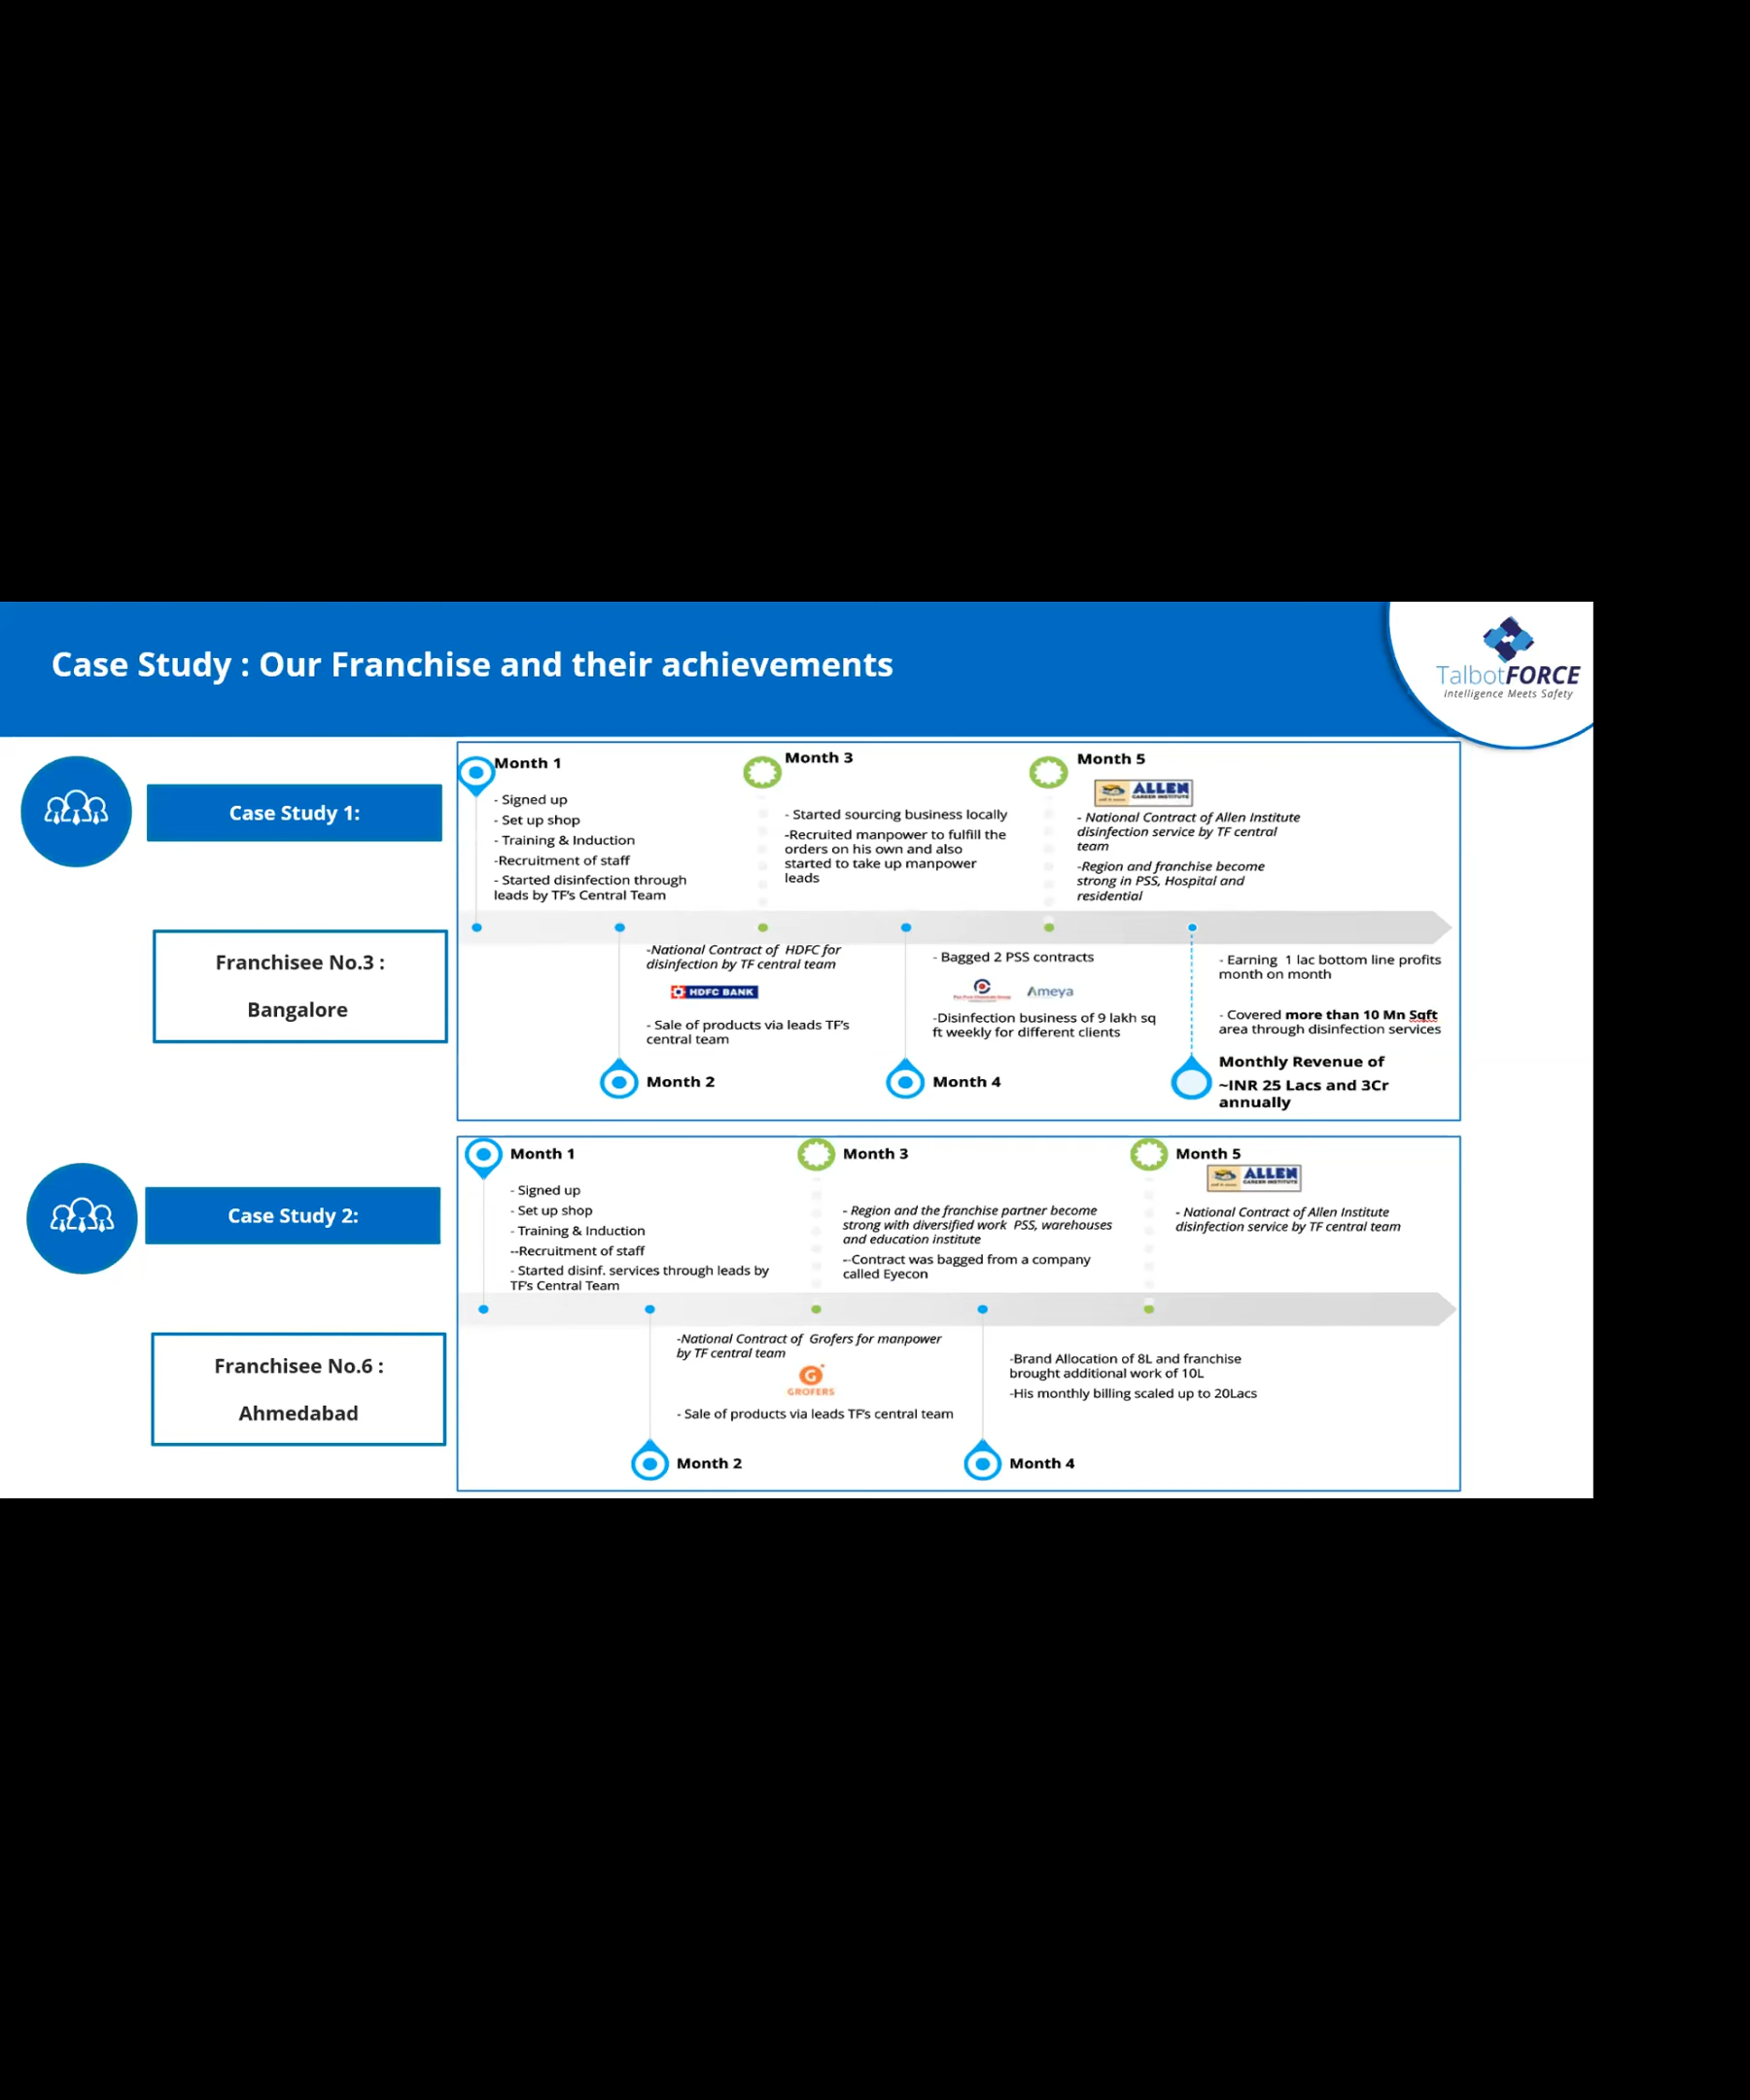 Case Study : Our Franchise and their achievements
TalbotFORCE
Intelligence Meets Safety
Case Study 1:
Franchisee No.3 :
Bangalore
Month 1
- Signed up
- Set up shop
- Training & Induction
-Recruitment of staff
- Started disinfection through
leads by TF's Central Team
Month 3
- Started sourcing business locally
-Recruited manpower to fulfill the
orders on his own and also
started to take up manpower
leads
Month 5
ALLEN
CAREER INSTITUTE
- National Contract of Allen Institute
disinfection service by TF central
team
-Region and franchise become
strong in PSS, Hospital and
residential
-National Contract of HDFC for
disinfection by TF central team
HDFC BANK
- Sale of products via leads TF's
central team
Month 2
- Bagged 2 PSS contracts
Ameya
-Disinfection business of 9 lakh sq
ft weekly for different clients
Month 4
- Earning 1 lac bottom line profits
month on month
- Covered more than 10 Mn Sqft
area through disinfection services
Monthly Revenue of
~INR 25 Lacs and 3Cr
annually
Case Study 2:
Franchisee No.6 :
Ahmedabad
Month 1
- Signed up
- Set up shop
- Training & Induction
--Recruitment of staff
- Started disinf. services through leads by
TF's Central Team
Month 3
- Region and the franchise partner become
strong with diversified work PSS, warehouses
and education institute
--Contract was bagged from a company
called Eyecon
Month 5
ALLEN
CAREER INSTITUTE
- National Contract of Allen Institute
disinfection service by TF central team
-National Contract of Grofers for manpower
by TF central team
G
GROFERS
- Sale of products via leads TF's central team
Month 2
-Brand Allocation of 8L and franchise
brought additional work of 10L
-His monthly billing scaled up to 20Lacs
Month 4